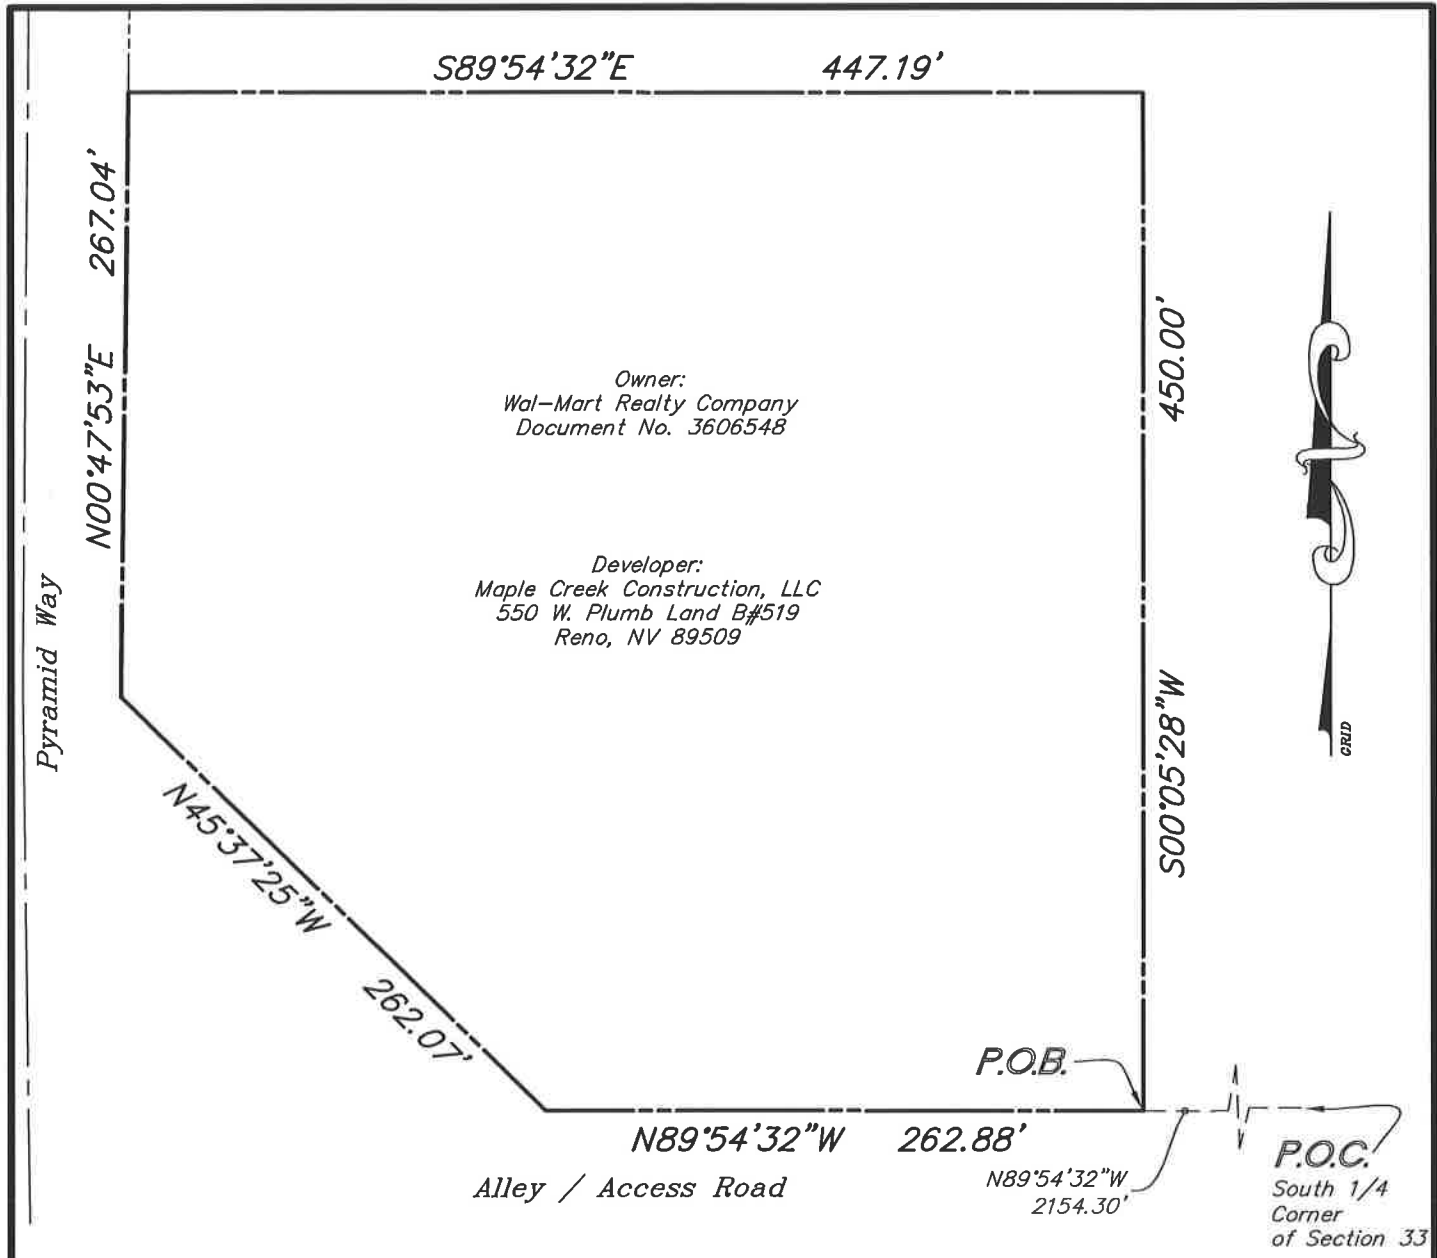 S89°54'32"E 447.19'
N00°47'53"E 267.04'
450.00'
Owner:
Wal-Mart Realty Company
Document No. 3606548
Developer:
Maple Creek Construction, LLC
550 W. Plumb Land B#519
Reno, NV 89509
Pyramid Way
S00°05'28"W
GRID
N45°37'25"W 262.07'
P.O.B.
N89°54'32"W 262.88'
Alley / Access Road
N89°54'32"W
2154.30'
P.O.C.
South 1/4
Corner
of Section 33